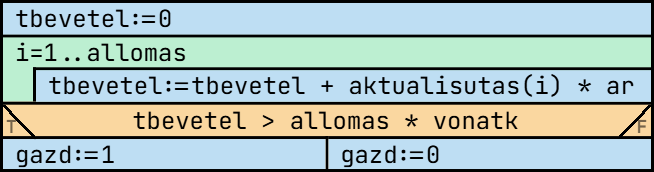 tbevetel:=0
i=1..allomas
tbevetel:=tbevetel + aktualisutas(i) * ar
T tbevetel > allomas * vonatk F
gazd:=1 gazd:=0